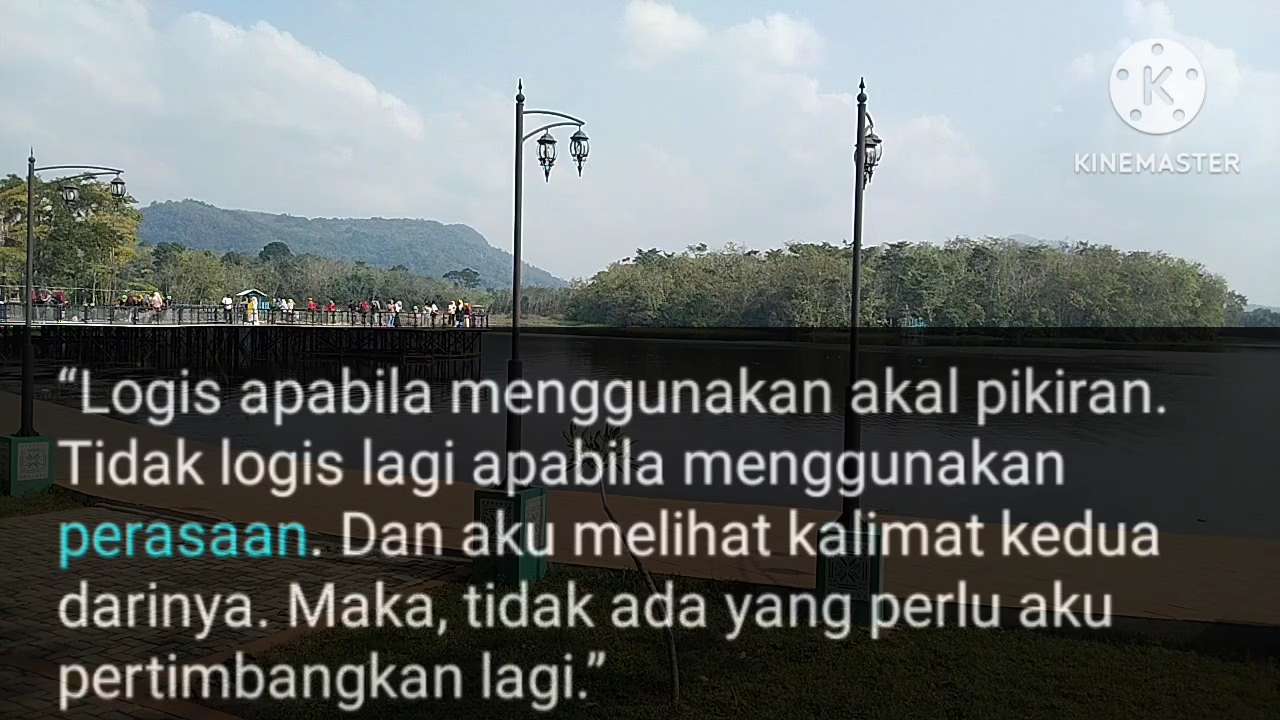 KINEMASTER
“Logis apabila menggunakan akal pikiran.
Tidak logis lagi apabila menggunakan
perasaan. Dan aku melihat kalimat kedua
darinya. Maka, tidak ada yang perlu aku
pertimbangkan lagi.”